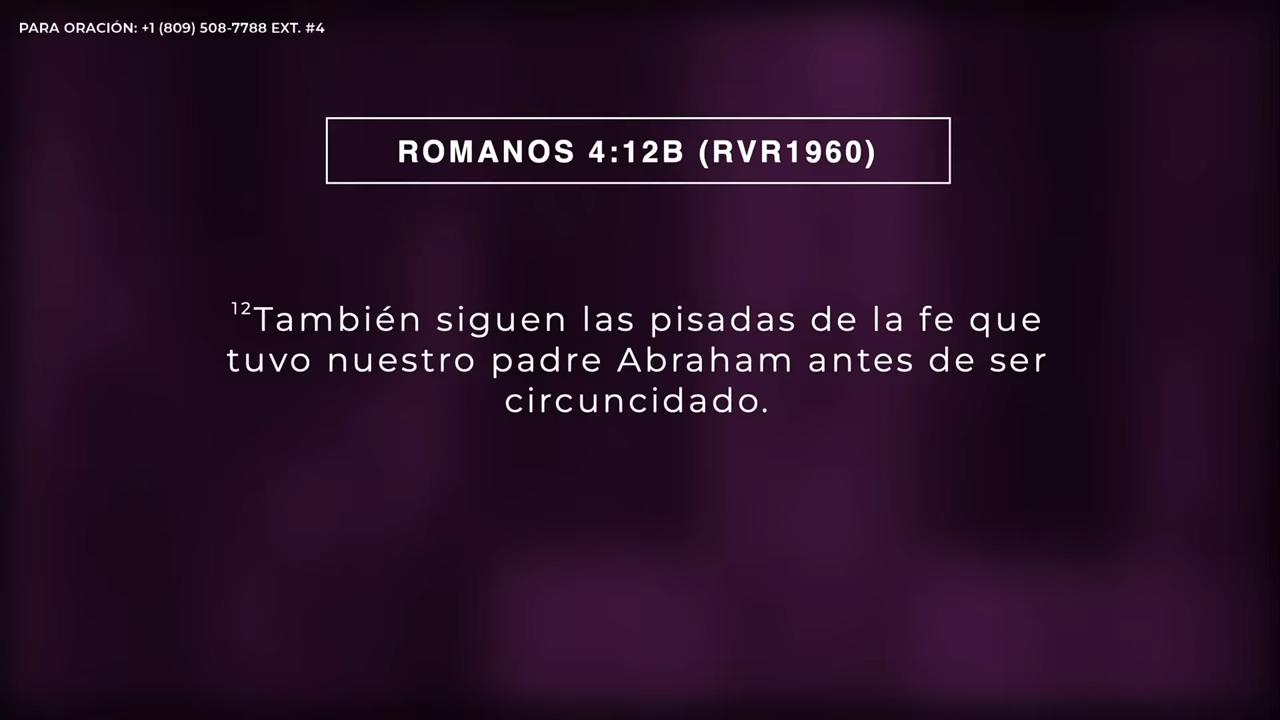 PARA ORACIÓN: +1 (809) 508-7788 EXT. #4
ROMANOS 4:12B (RVR1960)
¹²También siguen las pisadas de la fe que
tuvo nuestro padre Abraham antes de ser
circuncidado.